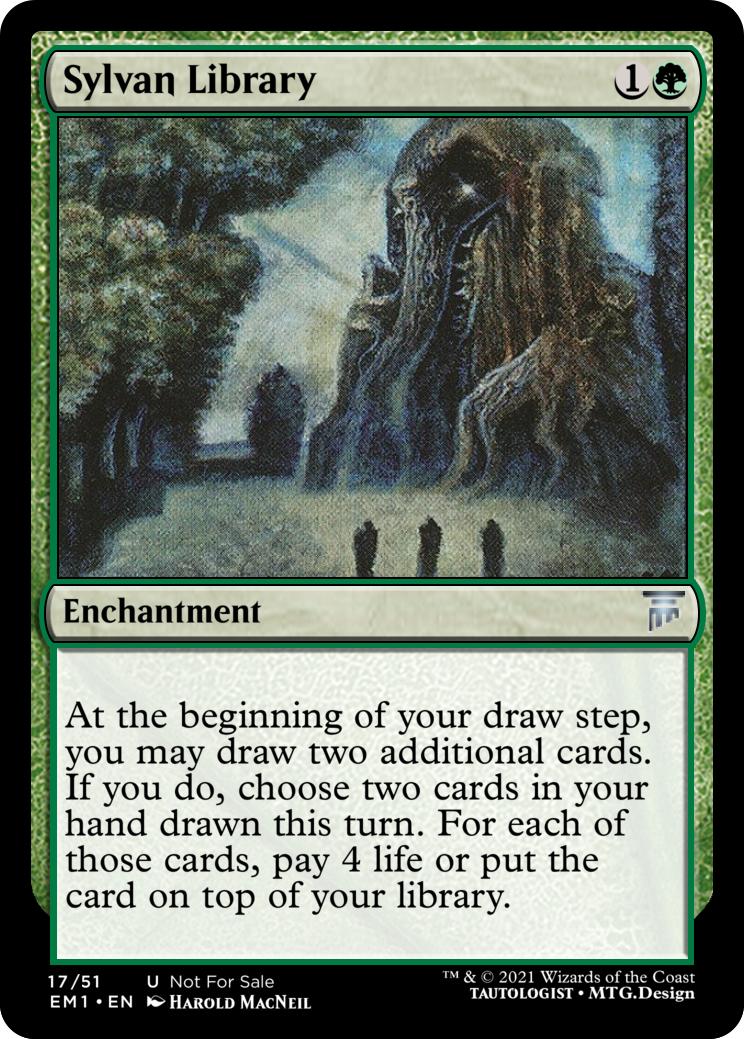 Sylvan Library 1
Enchantment
At the beginning of your draw step,
you may draw two additional cards.
If you do, choose two cards in your
hand drawn this turn. For each of
those cards, pay 4 life or put the
card on top of your library.
17/51 U Not For Sale
EM1 • EN Harold MacNeil
™ & © 2021 Wizards of the Coast
TAUTOLOGIST • MTG.Design